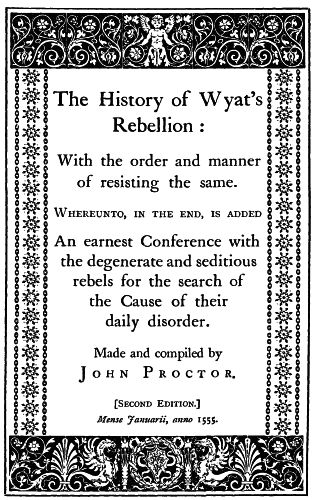 The History of Wyat's
Rebellion :
With the order and manner
of resisting the same.
WHEREUNTO, IN THE END, IS ADDED
An earnest Conference with
the degenerate and seditious
rebels for the search of
the Cause of their
daily disorder.
Made and compiled by
JOHN PROCTOR.
[SECOND EDITION.]
Mense Januarii, anno 1555.